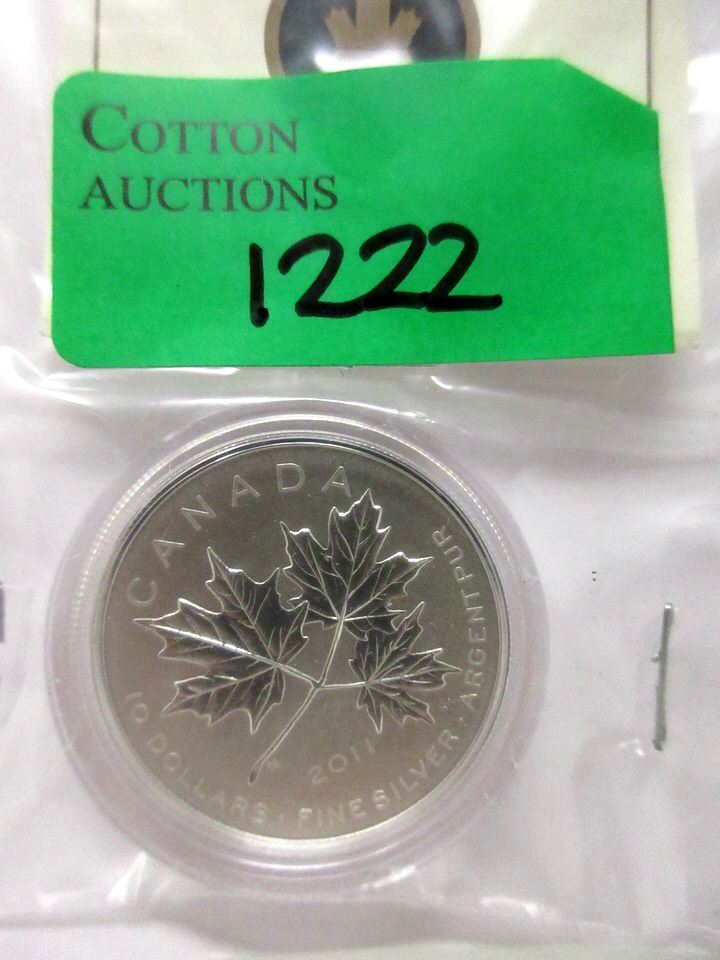 COTTON
AUCTIONS
1222
CANADA
10 DOLLARS · FINE SILVER · ARGENT PUR
2011